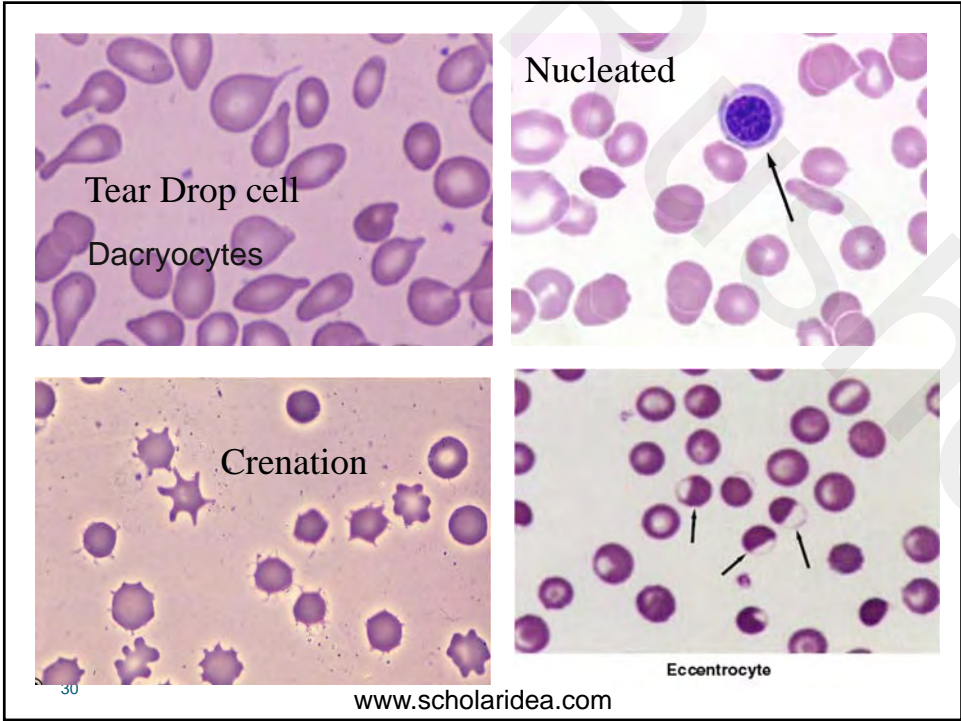 Tear Drop cell
Dacryocytes
Nucleated
Crenation
Eccentrocyte
30
www.scholaridea.com